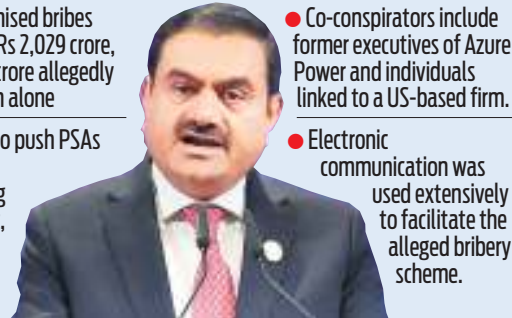 nised bribes
Rs 2,029 crore,
crore allegedly
n alone
o push PSAs
g
,
● Co-conspirators include
former executives of Azure
Power and individuals
linked to a US-based firm.
● Electronic
communication was
used extensively
to facilitate the
alleged bribery
scheme.